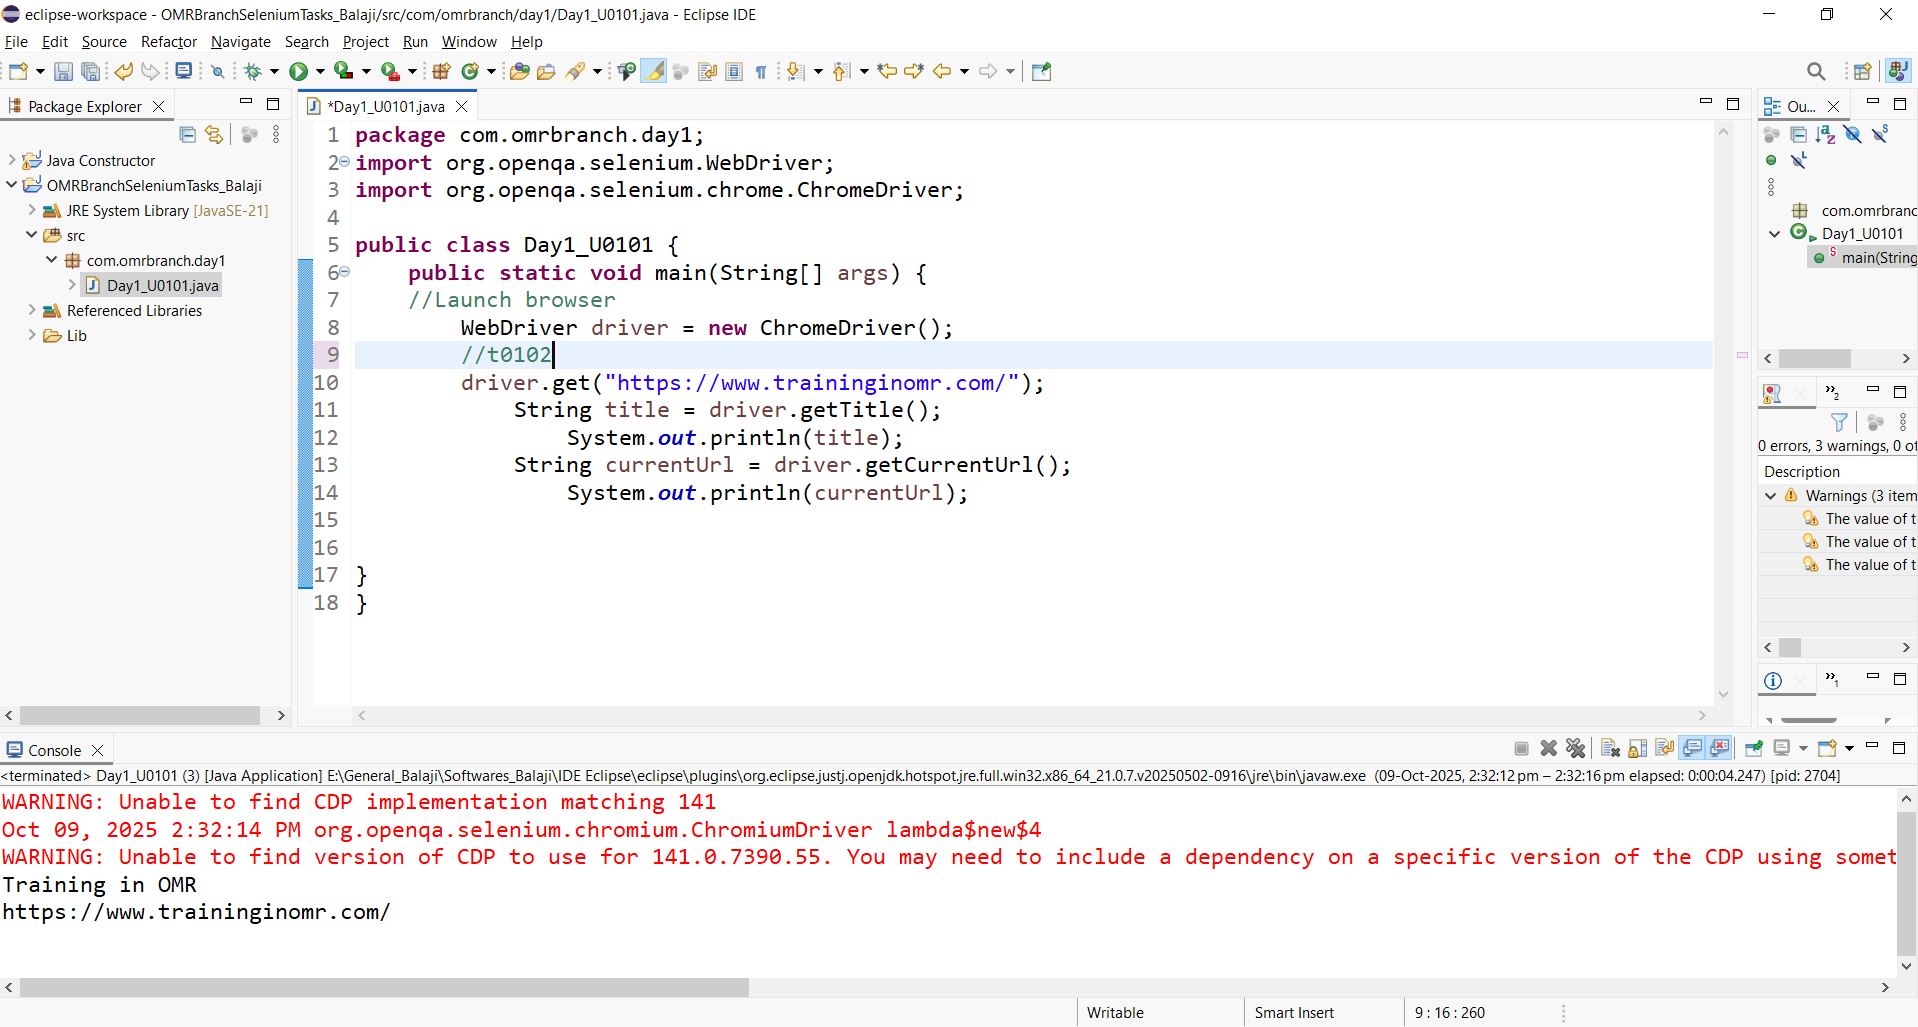 eclipse-workspace - OMRBranchSeleniumTasks_Balaji/src/com/omrbranch/day1/Day1_U0101.java - Eclipse IDE
File Edit Source Refactor Navigate Search Project Run Window Help
Package Explorer
Java Constructor
OMRBranchSeleniumTasks_Balaji
JRE System Library [JavaSE-21]
src
com.omrbranch.day1
Day1_U0101.java
Referenced Libraries
Lib
*Day1_U0101.java
1 package com.omrbranch.day1;
2 import org.openqa.selenium.WebDriver;
3 import org.openqa.selenium.chrome.ChromeDriver;
4
5 public class Day1_U0101 {
6 public static void main(String[] args) {
7 //Launch browser
8 WebDriver driver = new ChromeDriver();
9 //t0102
10 driver.get("https://www.traininginomr.com/");
11 String title = driver.getTitle();
12 System.out.println(title);
13 String currentUrl = driver.getCurrentUrl();
14 System.out.println(currentUrl);
15
16
17 }
18 }
Ou...
com.omrbranc
Day1_U0101
main(String
0 errors, 3 warnings, 0 ot
Description
Warnings (3 item
The value of t
The value of t
The value of t
Console
<terminated> Day1_U0101 (3) [Java Application] E:\General_Balaji\Softwares_Balaji\IDE Eclipse\eclipse\plugins\org.eclipse.justj.openjdk.hotspot.jre.full.win32.x86_64_21.0.7.v20250502-0916\jre\bin\javaw.exe (09-Oct-2025, 2:32:12 pm – 2:32:16 pm elapsed: 0:00:04.247) [pid: 2704]
WARNING: Unable to find CDP implementation matching 141
Oct 09, 2025 2:32:14 PM org.openqa.selenium.chromium.ChromiumDriver lambda$new$4
WARNING: Unable to find version of CDP to use for 141.0.7390.55. You may need to include a dependency on a specific version of the CDP using somet
Training in OMR
https://www.traininginomr.com/
Writable Smart Insert 9 : 16 : 260